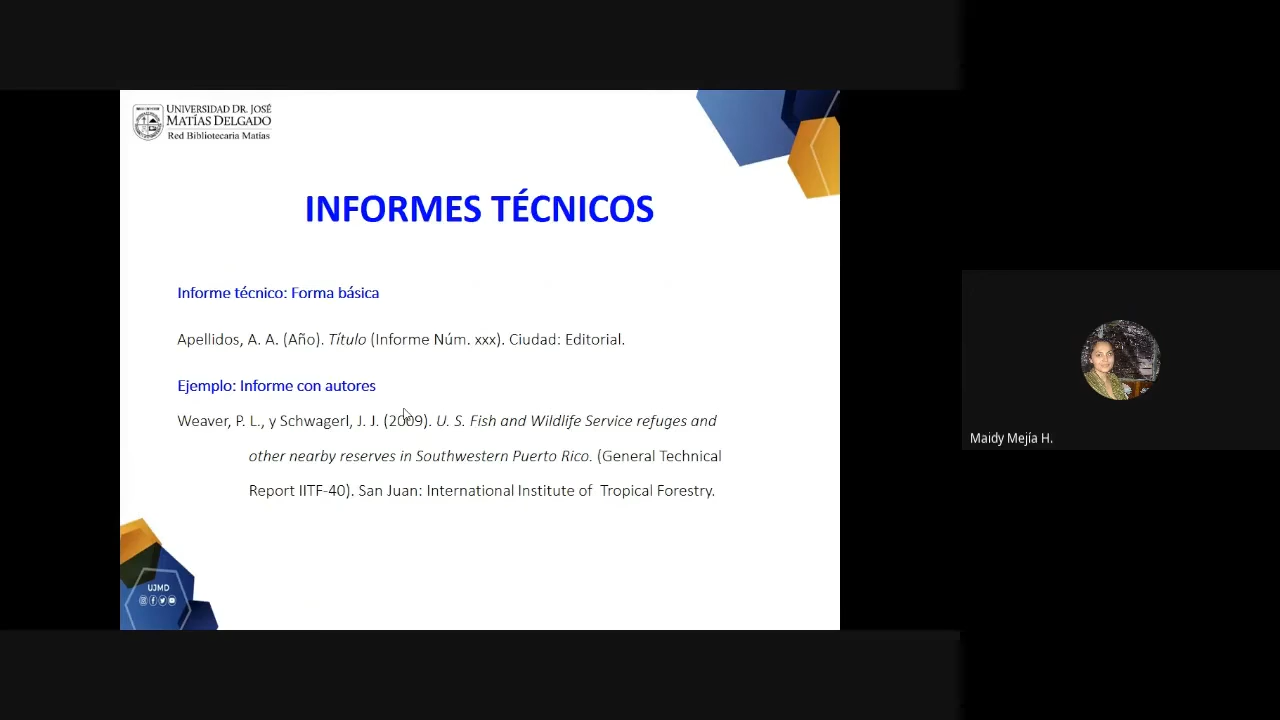 UNIVERSIDAD DR. JOSÉ
MATÍAS DELGADO
Red Bibliotecaria Matías
INFORMES TÉCNICOS
Informe técnico: Forma básica
Apellidos, A. A. (Año). Título (Informe Núm. xxx). Ciudad: Editorial.
Ejemplo: Informe con autores
Weaver, P. L., y Schwagerl, J. J. (2009). U. S. Fish and Wildlife Service refuges and
other nearby reserves in Southwestern Puerto Rico. (General Technical
Report IITF-40). San Juan: International Institute of Tropical Forestry.
UJMD
Maidy Mejía H.